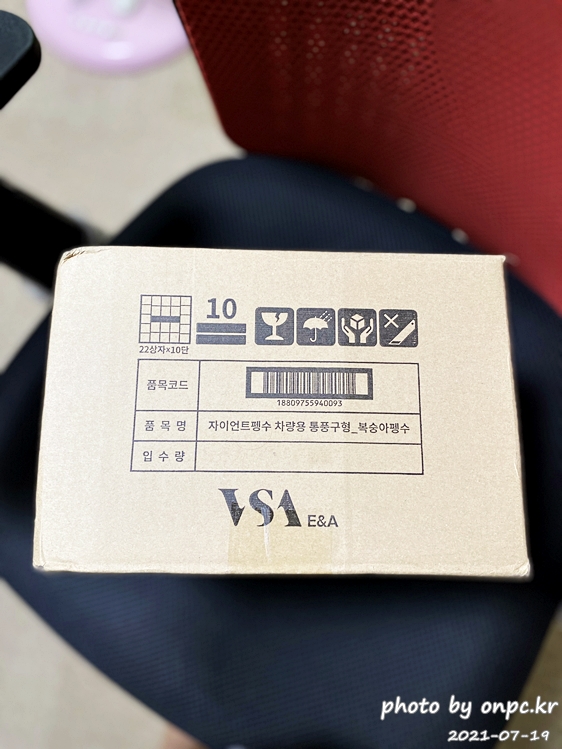 10
22상자×10단
품목코드
18809755940093
품 목 명
자이언트펭수 차량용 통풍구형_복숭아펭수
입 수 량
VSA E&A
photo by onpc.kr
2021-07-19